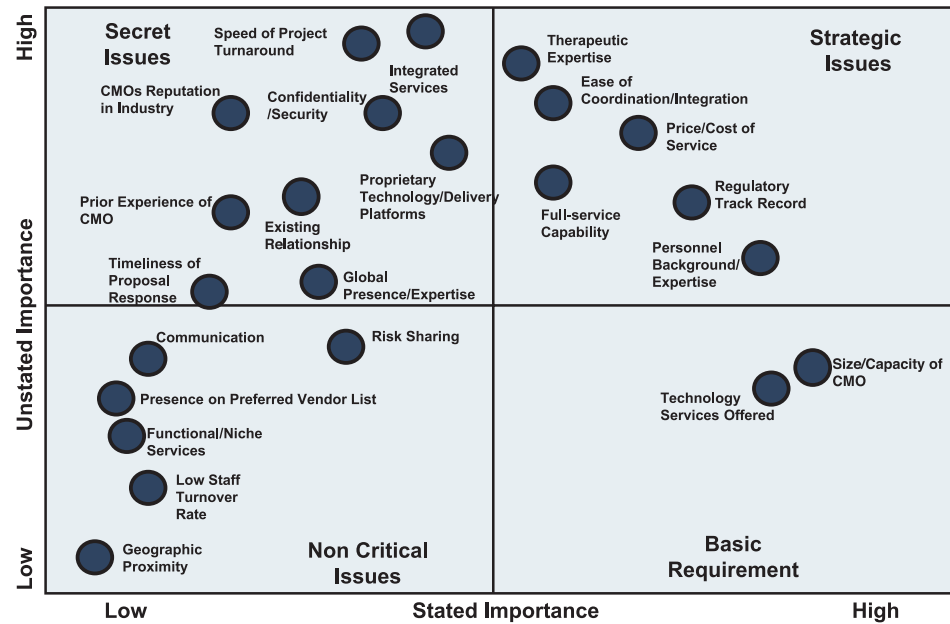 High
Secret
Issues
Speed of Project
Turnaround
Integrated
Services
CMOs Reputation
in Industry
Confidentiality
/Security
Proprietary
Technology/Delivery
Platforms
Prior Experience of
CMO
Existing
Relationship
Timeliness of
Proposal
Response
Global
Presence/Expertise
Strategic
Issues
Therapeutic
Expertise
Ease of
Coordination/Integration
Price/Cost of
Service
Full-service
Capability
Regulatory
Track Record
Personnel
Background/
Expertise
Unstated Importance
Communication
Risk Sharing
Presence on Preferred Vendor List
Functional/Niche
Services
Low Staff
Turnover
Rate
Geographic
Proximity
Non Critical
Issues
Size/Capacity of
CMO
Technology
Services Offered
Basic
Requirement
Low
Low
Stated Importance
High